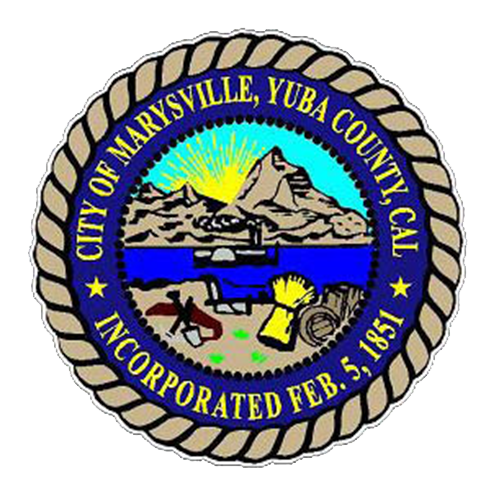 CITY OF MARYSVILLE, YUBA COUNTY, CAL
INCORPORATED FEB. 5, 1851